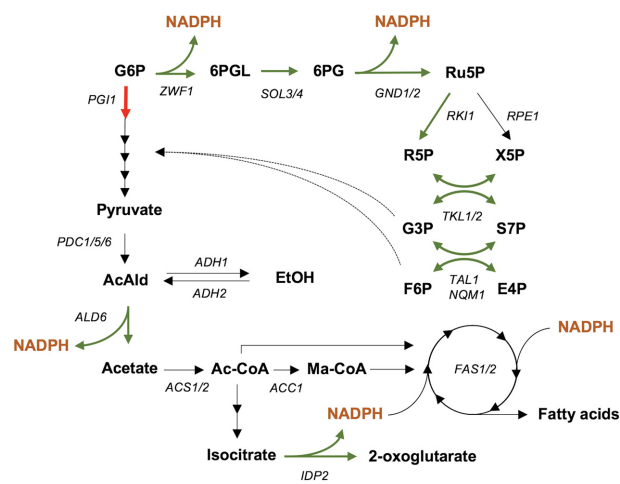 NADPH
NADPH
G6P
6PGL
6PG
Ru5P
ZWF1
SOL3/4
GND1/2
PGI1
RKI1
RPE1
R5P
X5P
Pyruvate
TKL1/2
G3P
S7P
PDC1/5/6
ADH1
AcAld
EtOH
ADH2
TAL1
NQM1
F6P
E4P
ALD6
NADPH
NADPH
Acetate
Ac-CoA
Ma-CoA
FAS1/2
ACS1/2
ACC1
NADPH
Fatty acids
Isocitrate
2-oxoglutarate
IDP2